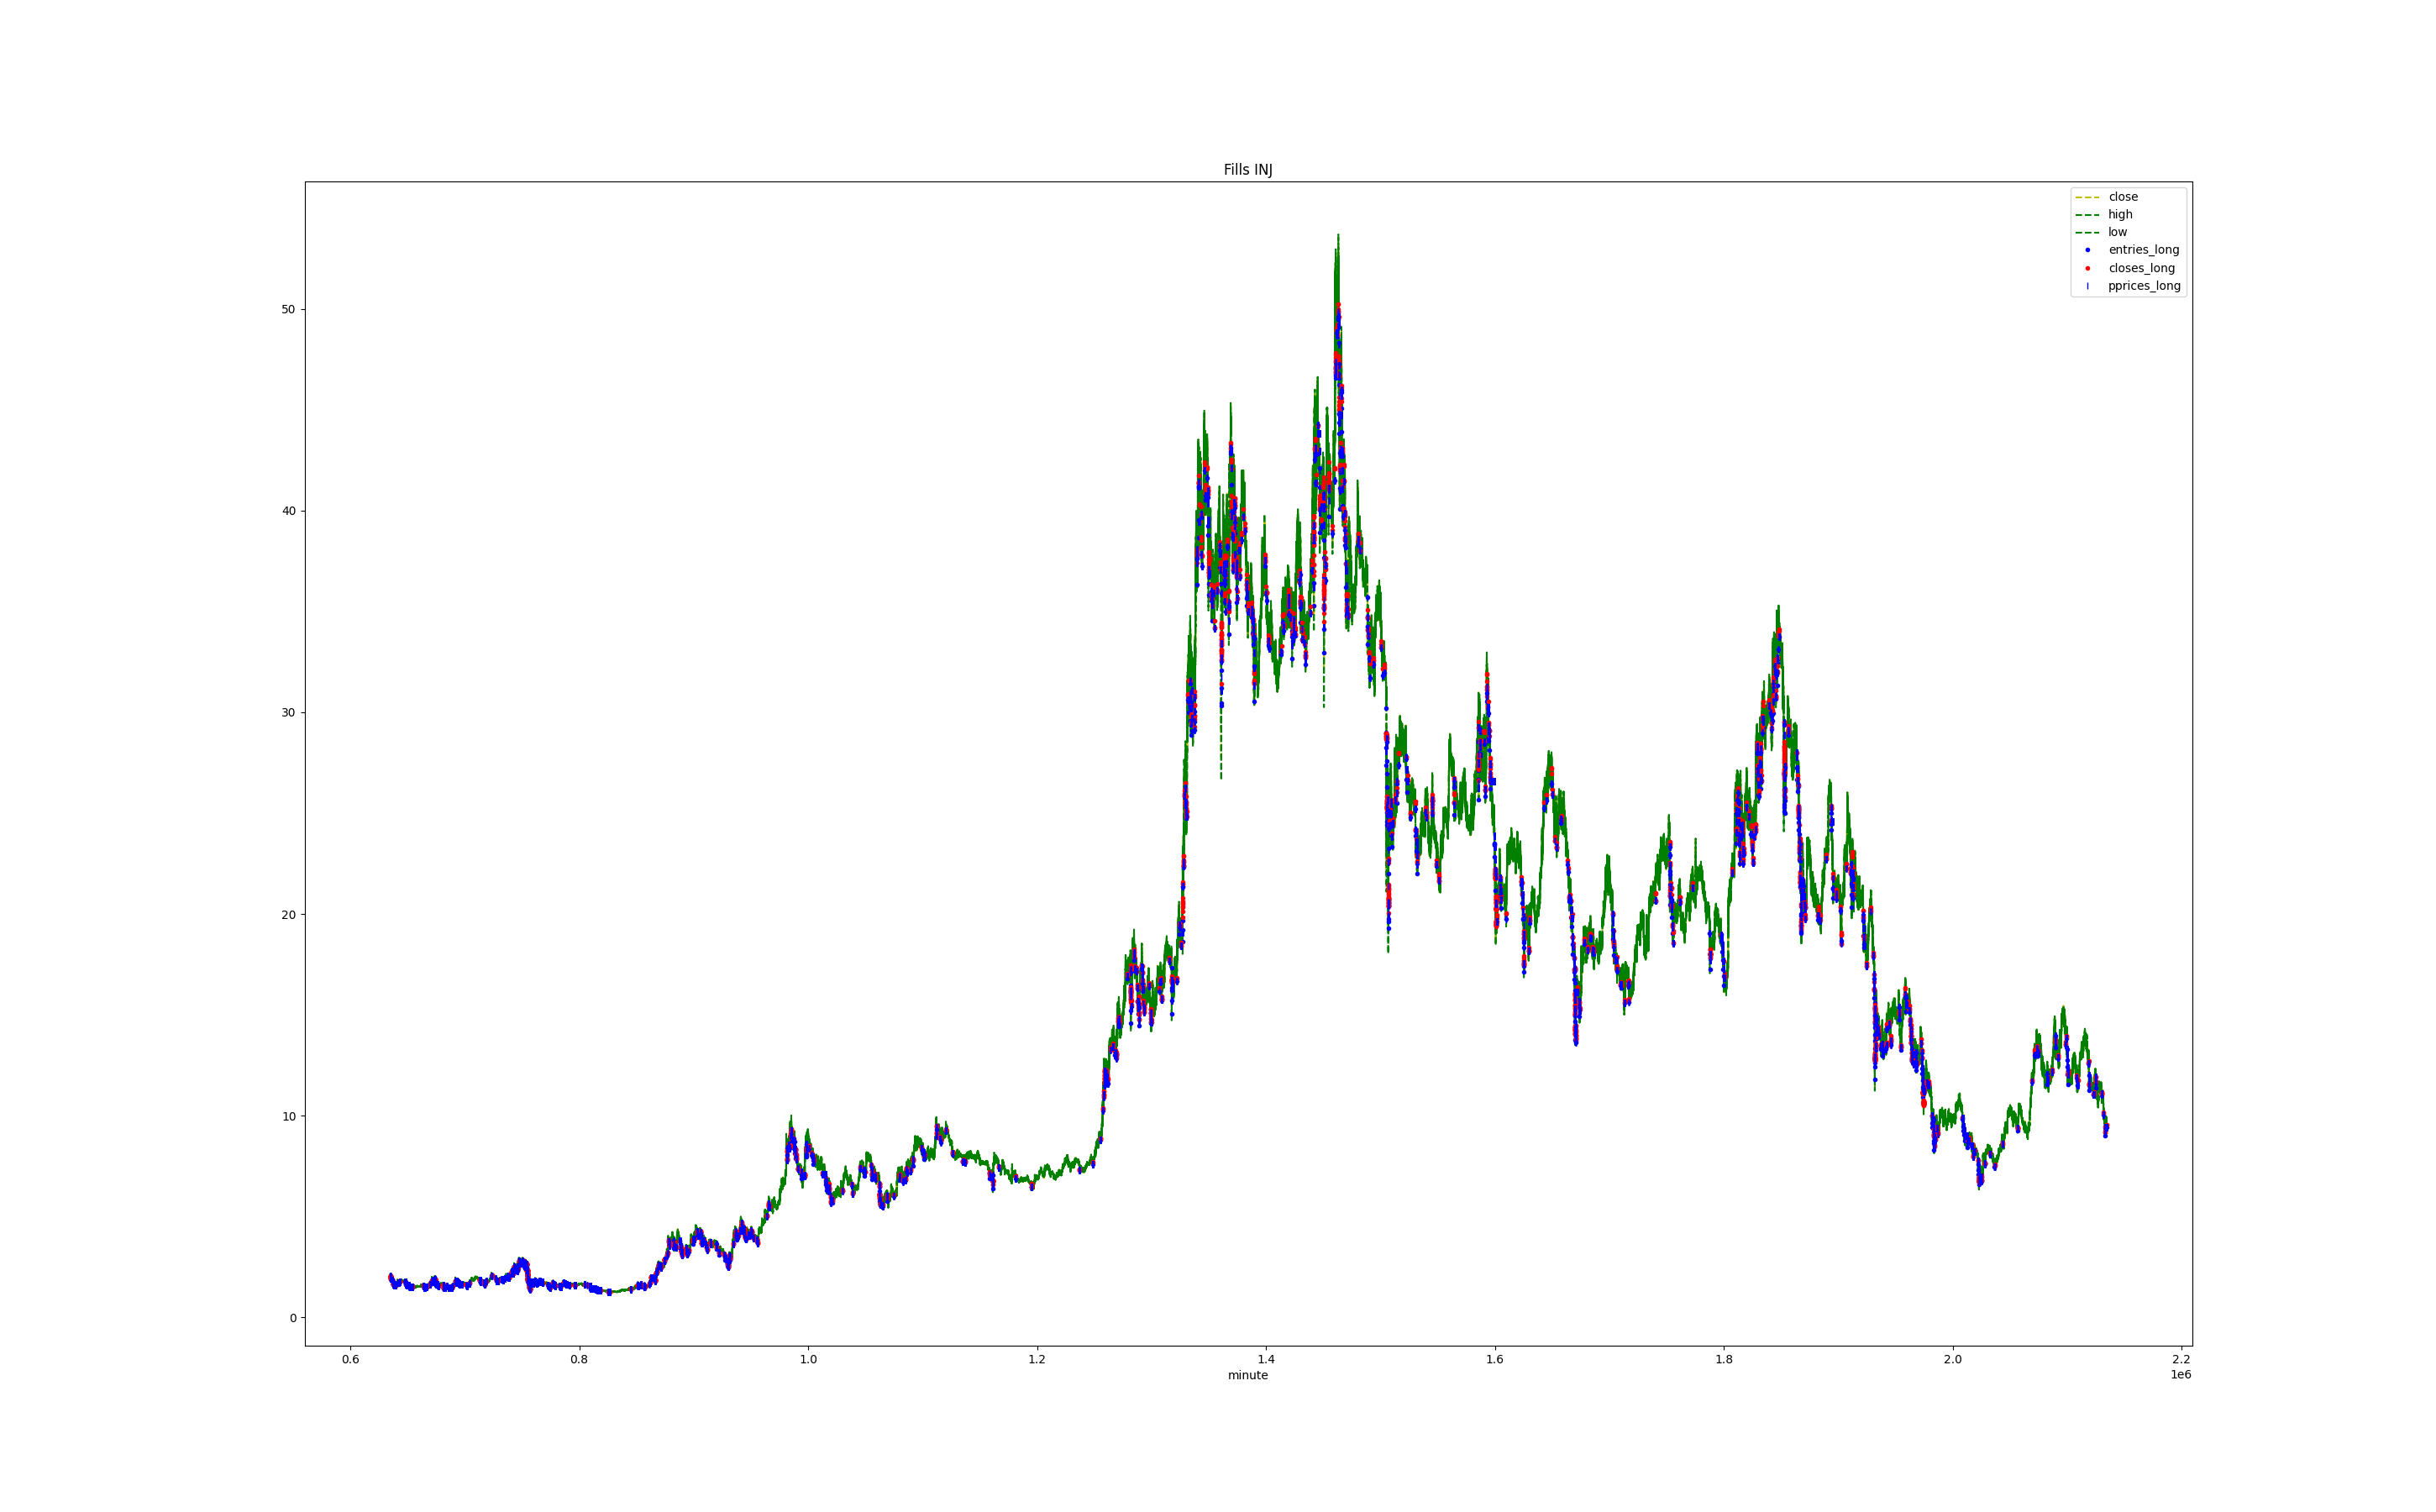 Fills INJ
close
high
low
entries_long
closes_long
pprices_long
50
40
30
20
10
0
0.6 0.8 1.0 1.2 1.4 1.6 1.8 2.0 2.2
1e6
minute